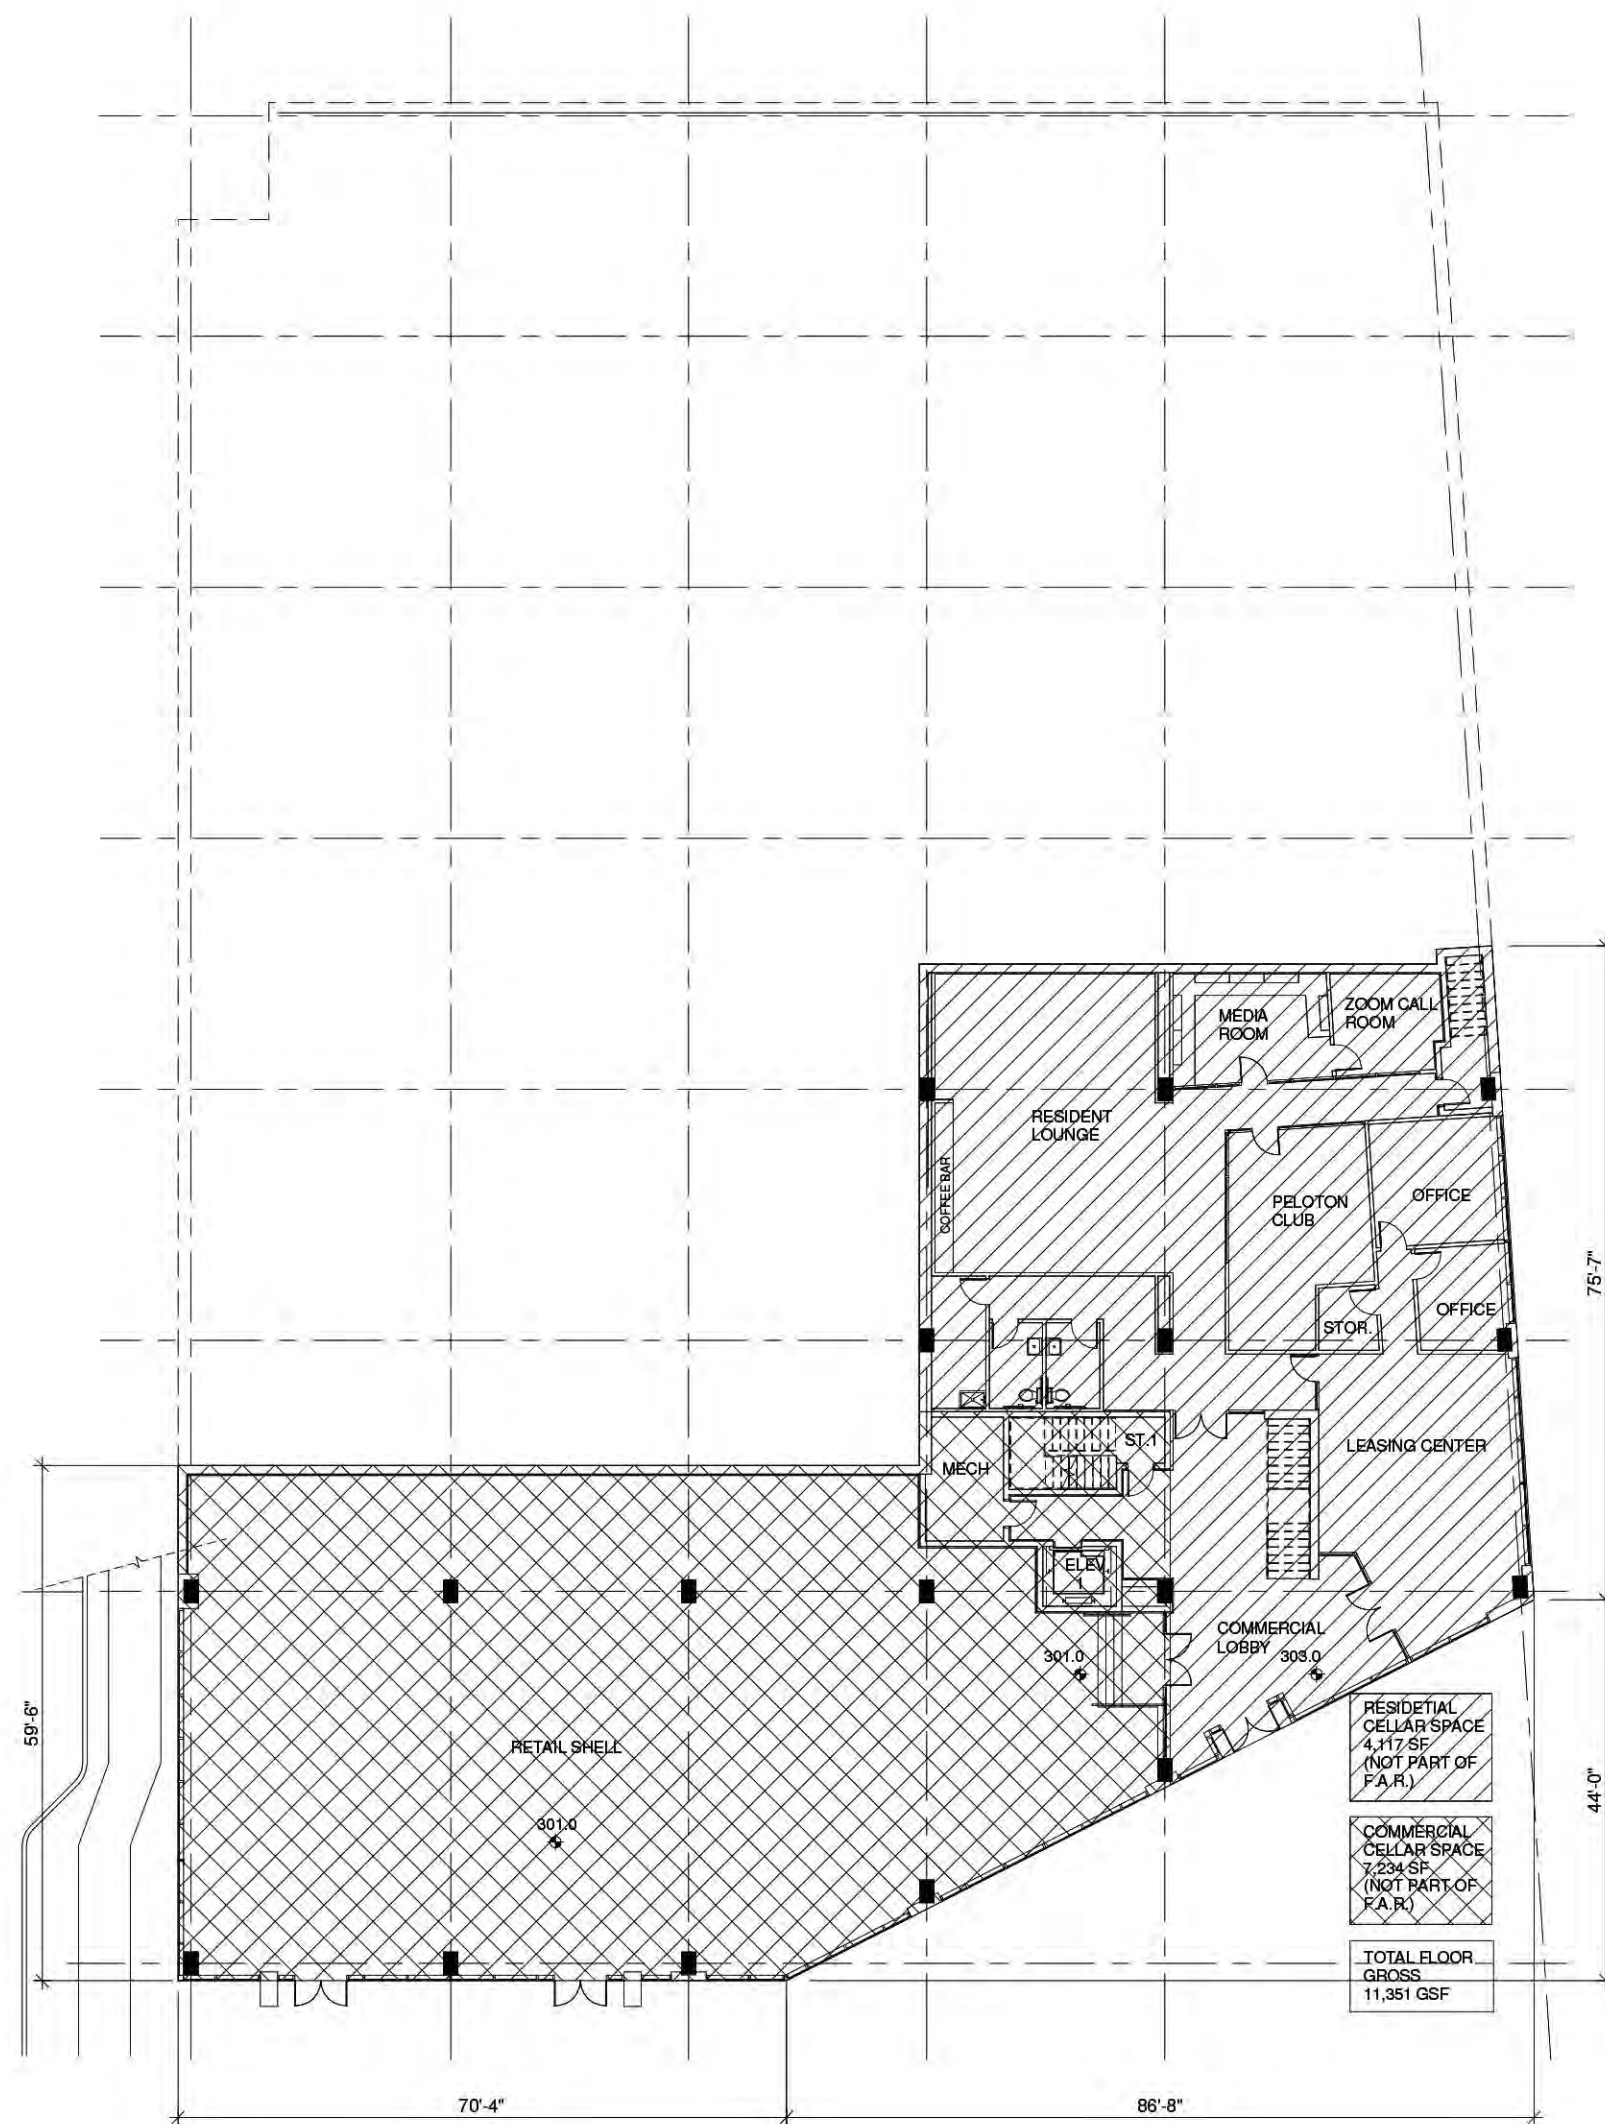 MEDIA
ROOM
ZOOM CALL
ROOM
RESIDENT
LOUNGE
COFFEE BAR
PELOTON
CLUB
OFFICE
75'-7"
OFFICE
STOR.
ST.1
LEASING CENTER
MECH
ELEV.
1
COMMERCIAL
LOBBY
301.0
303.0
59'-6"
RETAIL SHELL
301.0
RESIDETIAL
CELLAR SPACE
4,117 SF
(NOT PART OF
F.A.R.)
44'-0"
COMMERCIAL
CELLAR SPACE
7,234 SF
(NOT PART OF
F.A.R.)
TOTAL FLOOR
GROSS
11,351 GSF
70'-4"
86'-8"